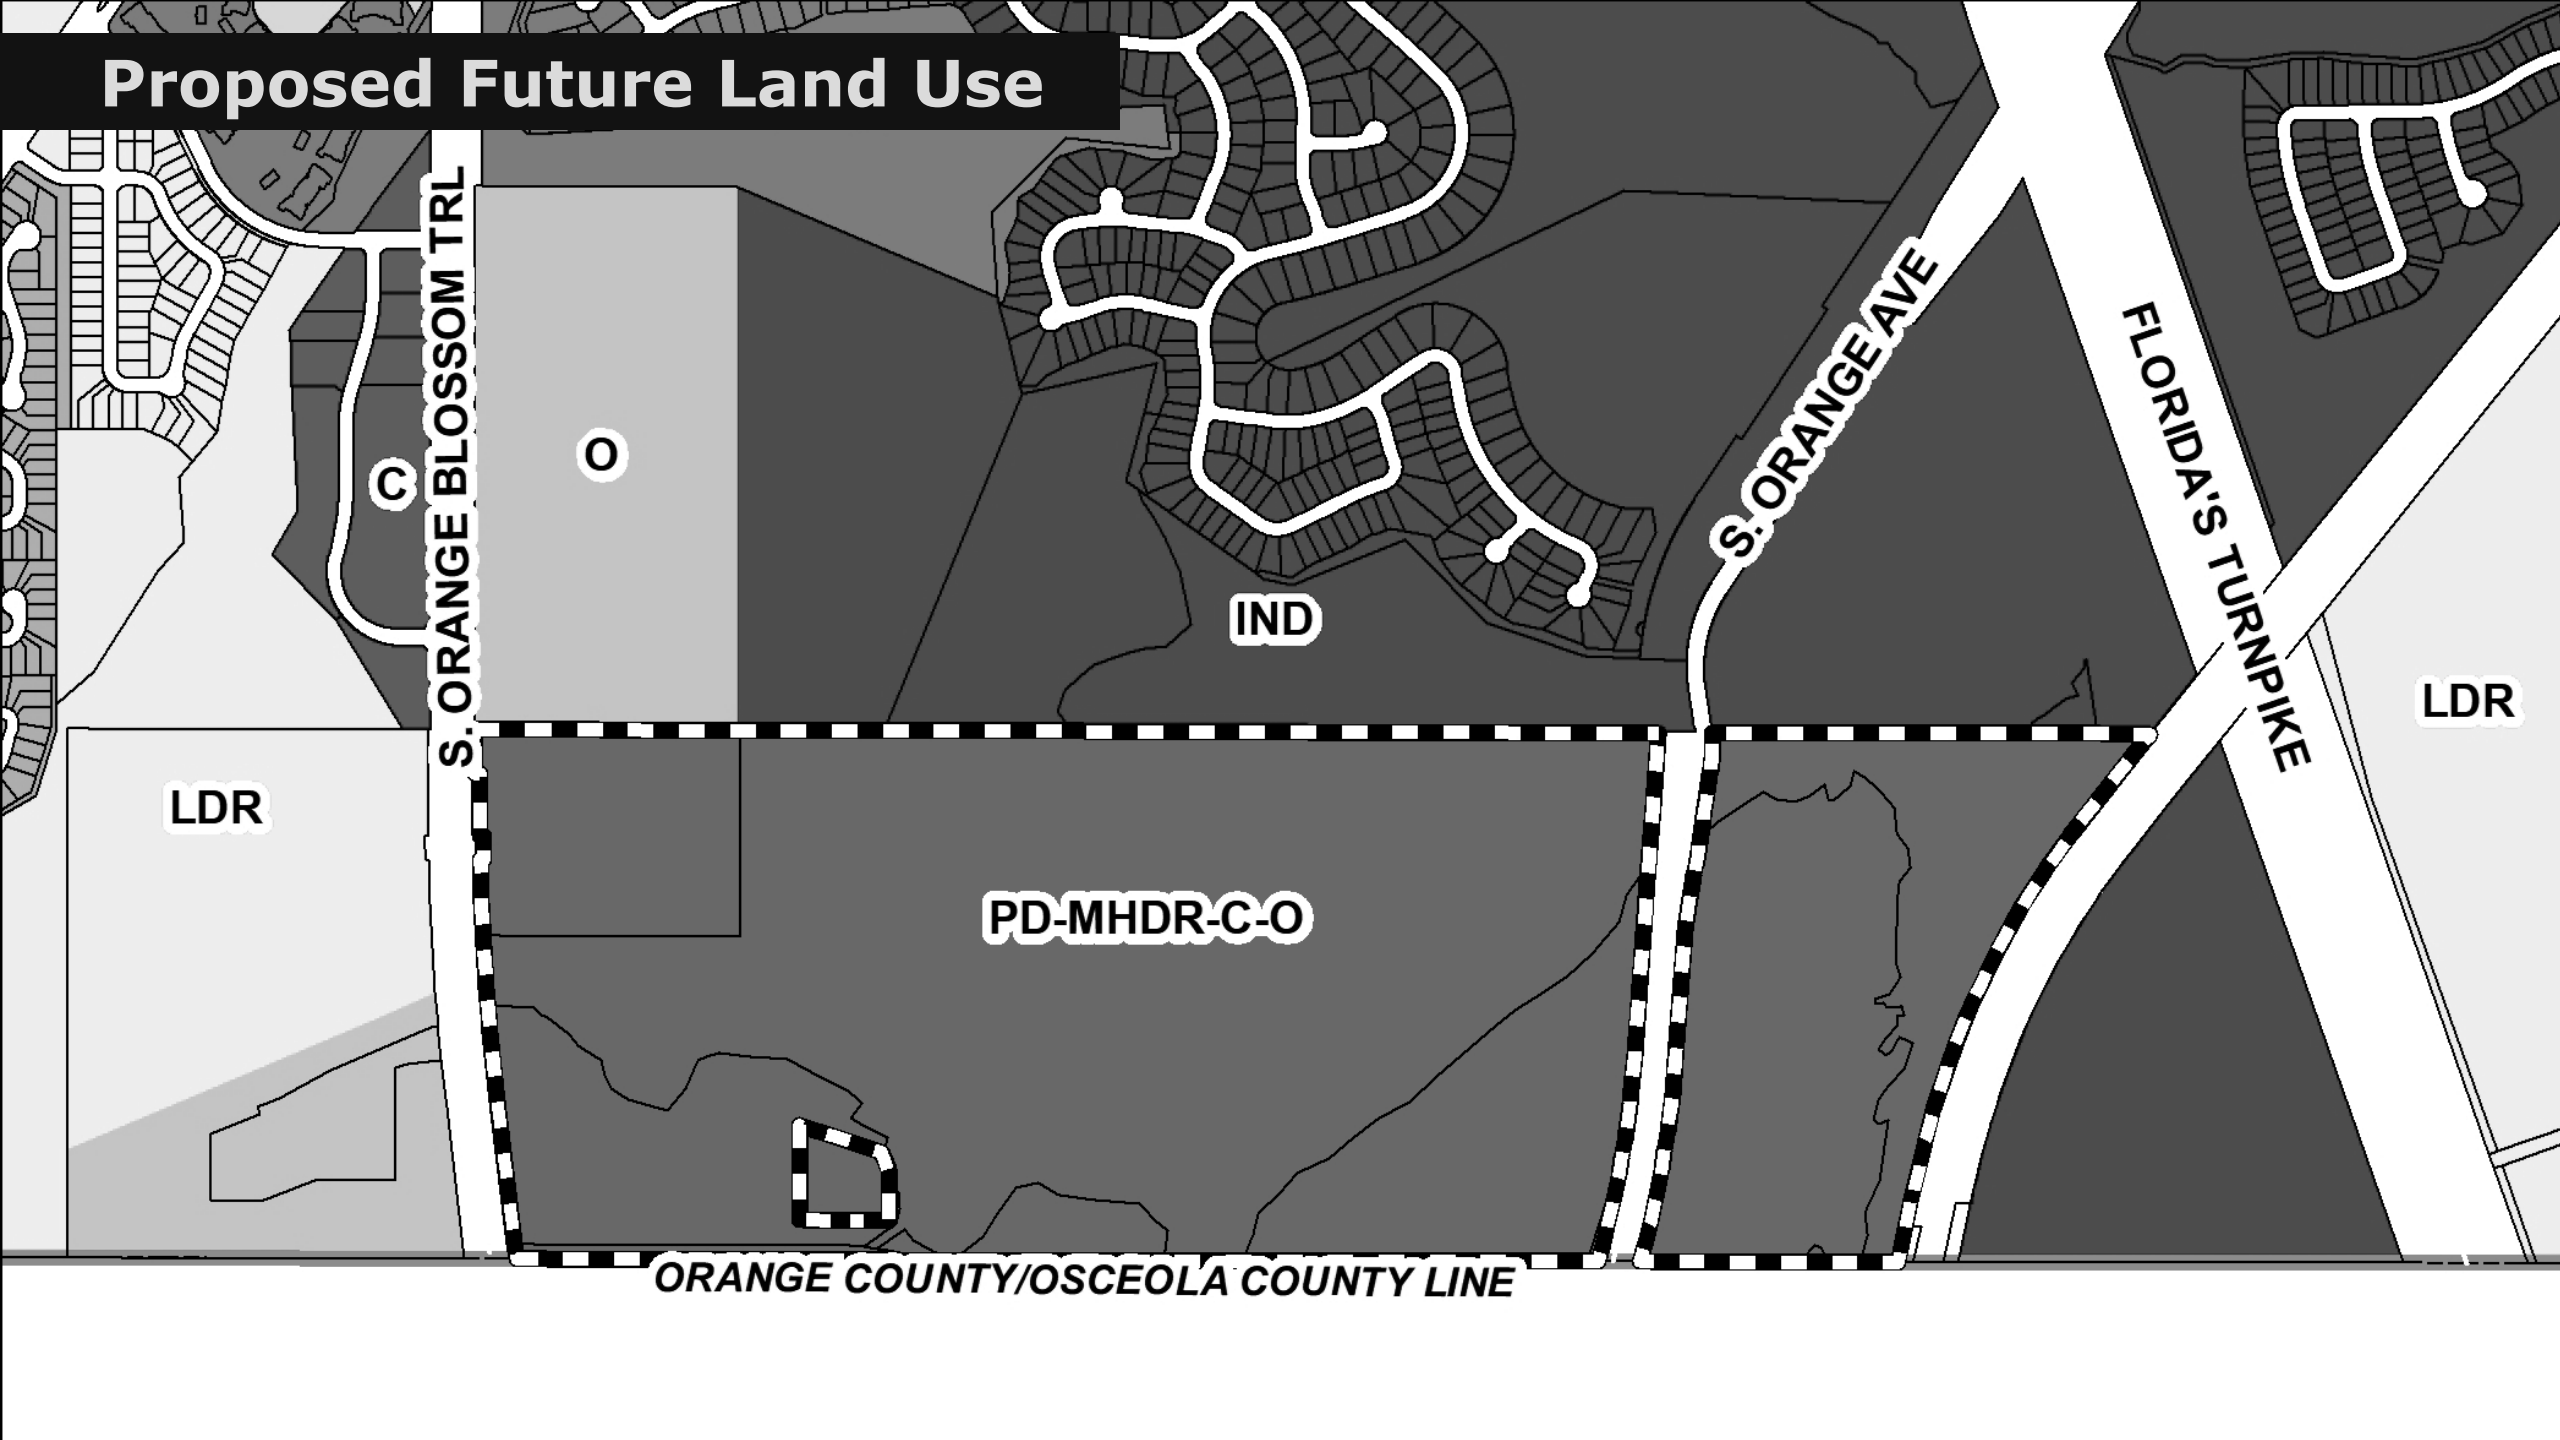 Proposed Future Land Use
S. ORANGE BLOSSOM TRL
O
C
S. ORANGE AVE
FLORIDA'S TURNPIKE
IND
LDR
LDR
PD-MHDR-C-O
ORANGE COUNTY/OSCEOLA COUNTY LINE